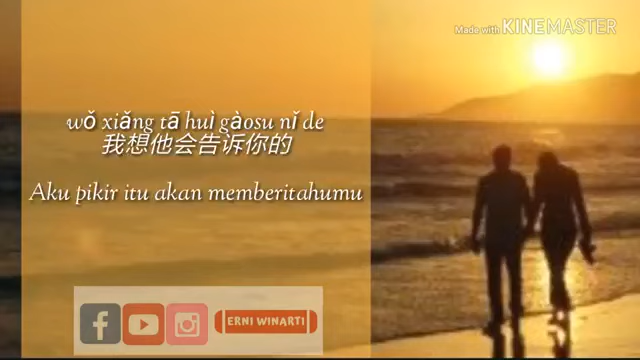 Made with KINEMASTER
wǒ xiǎng tā huì gàosu nǐ de
我想他会告诉你的
Aku pikir itu akan memberitahumu
ERNI WINARTI